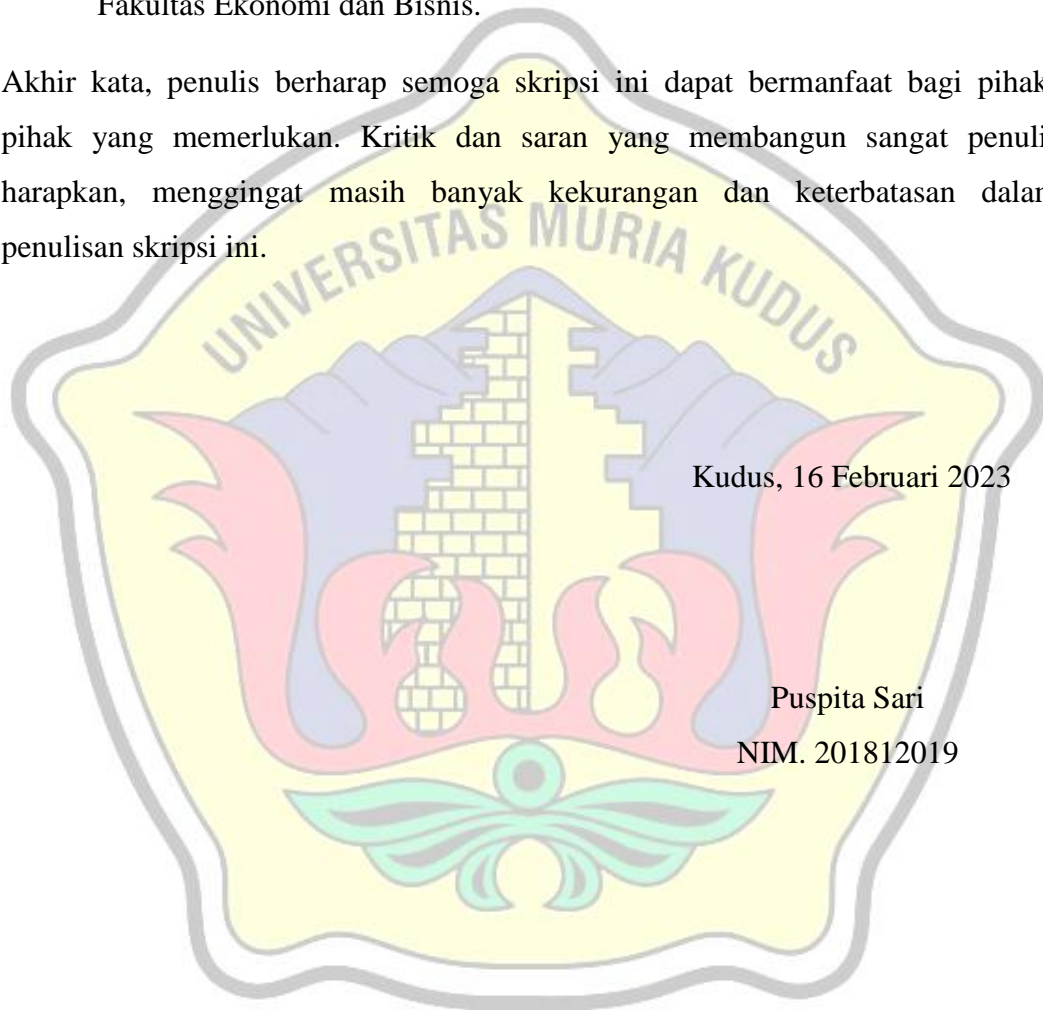 Fakultas Ekonomi dan Bisnis.
Akhir kata, penulis berharap semoga skripsi ini dapat bermanfaat bagi pihak
pihak yang memerlukan. Kritik dan saran yang membangun sangat penuli
harapkan, menggingat masih banyak kekurangan dan keterbatasan dalam
penulisan skripsi ini.
UNIVERSITAS MURIA KUDUS
Kudus, 16 Februari 2023
Puspita Sari
NIM. 201812019